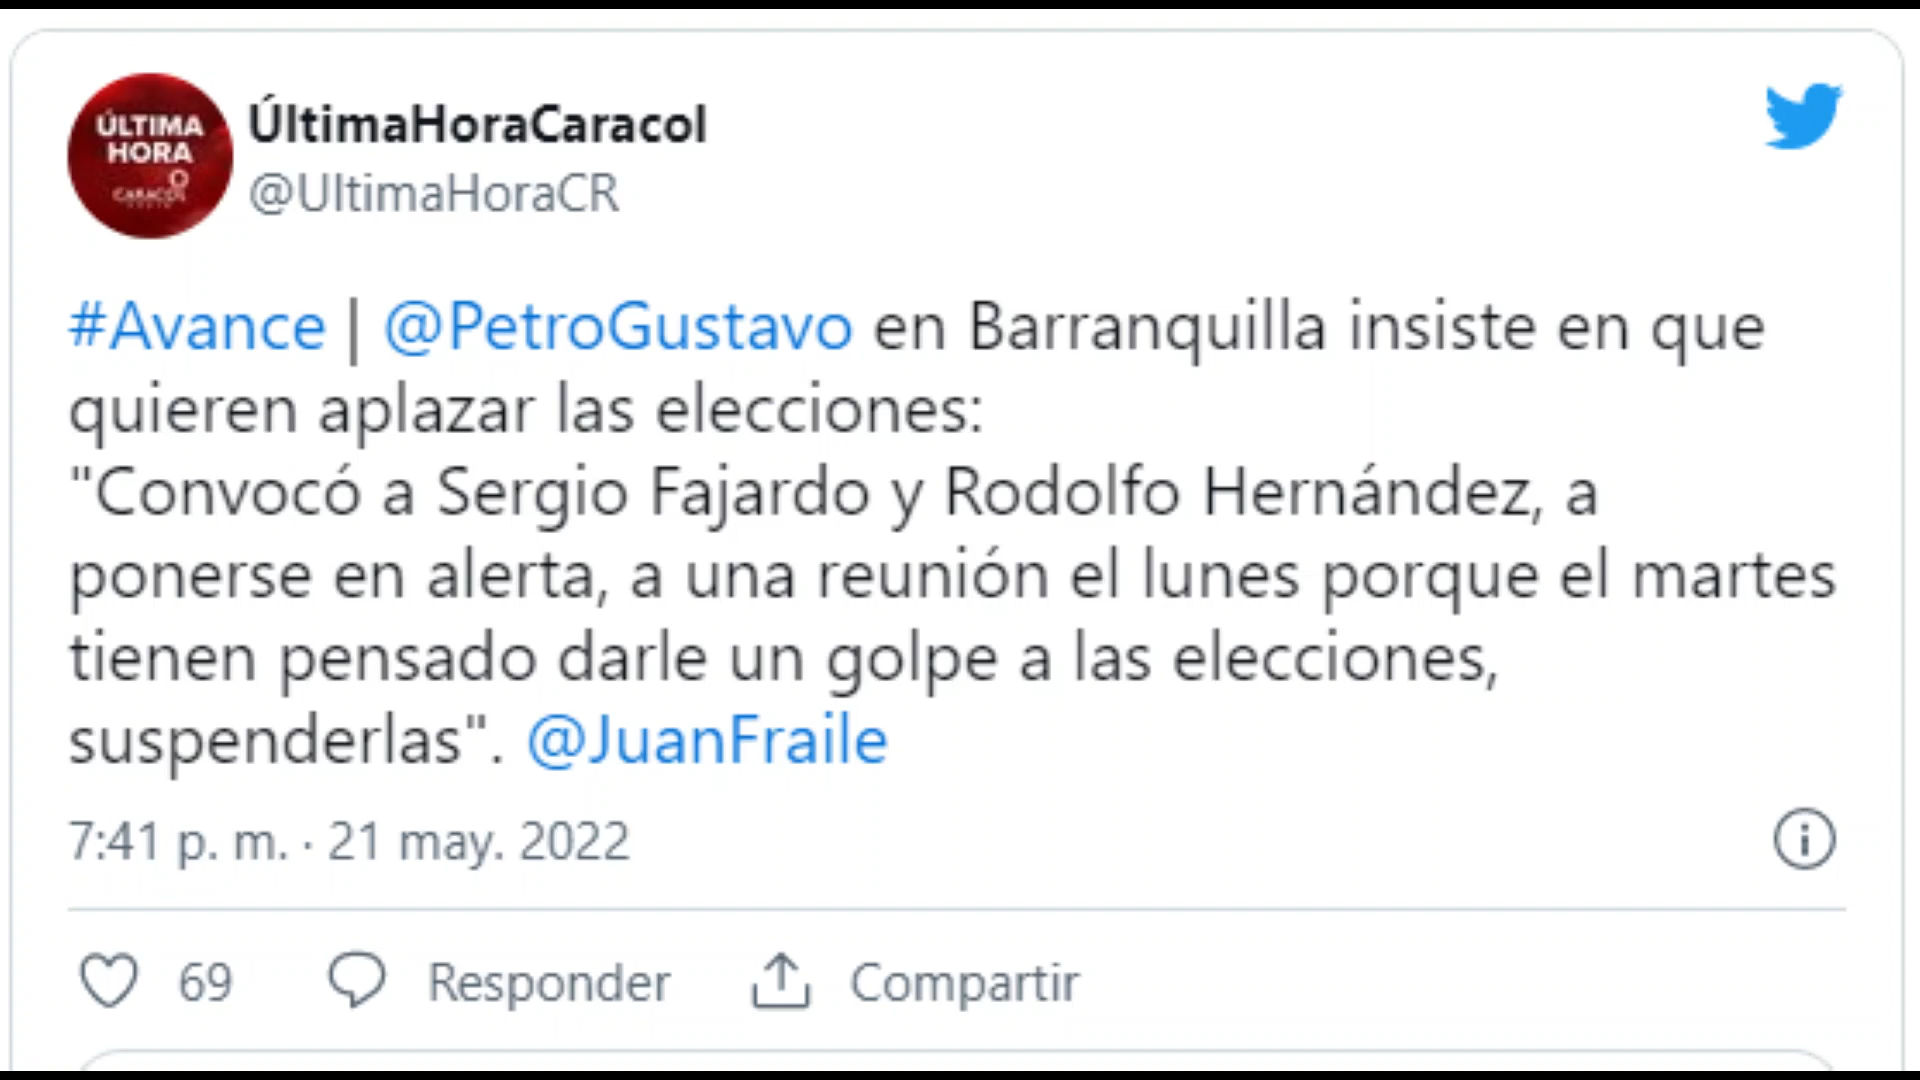 ÚLTIMA
HORA
CARACOL
ÚltimaHoraCaracol
@UltimaHoraCR
#Avance | @PetroGustavo en Barranquilla insiste en que
quieren aplazar las elecciones:
"Convocó a Sergio Fajardo y Rodolfo Hernández, a
ponerse en alerta, a una reunión el lunes porque el martes
tienen pensado darle un golpe a las elecciones,
suspenderlas". @JuanFraile
7:41 p. m. · 21 may. 2022
69 Responder Compartir